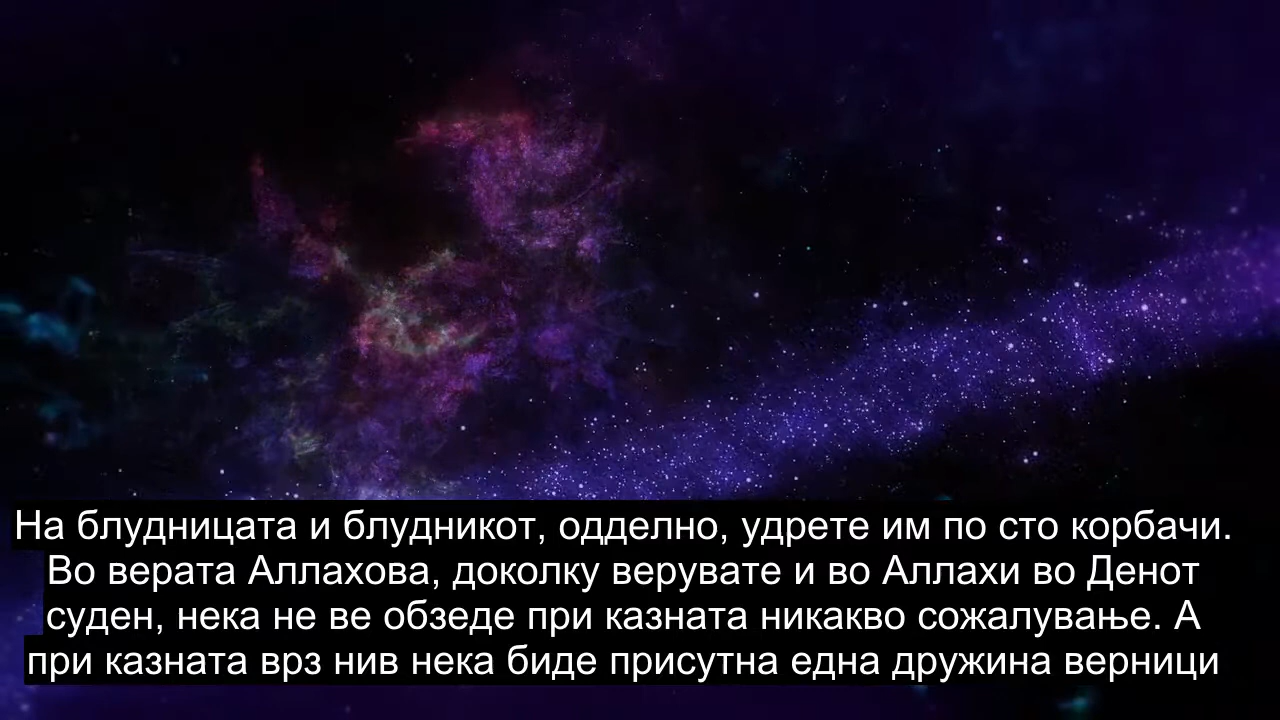 На блудницата и блудникот, одделно, удрете им по сто корбачи.
Во верата Аллахова, доколку верувате и во Аллахи во Денот
суден, нека не ве обзеде при казната никакво сожалување. А
при казната врз нив нека биде присутна една дружина верници